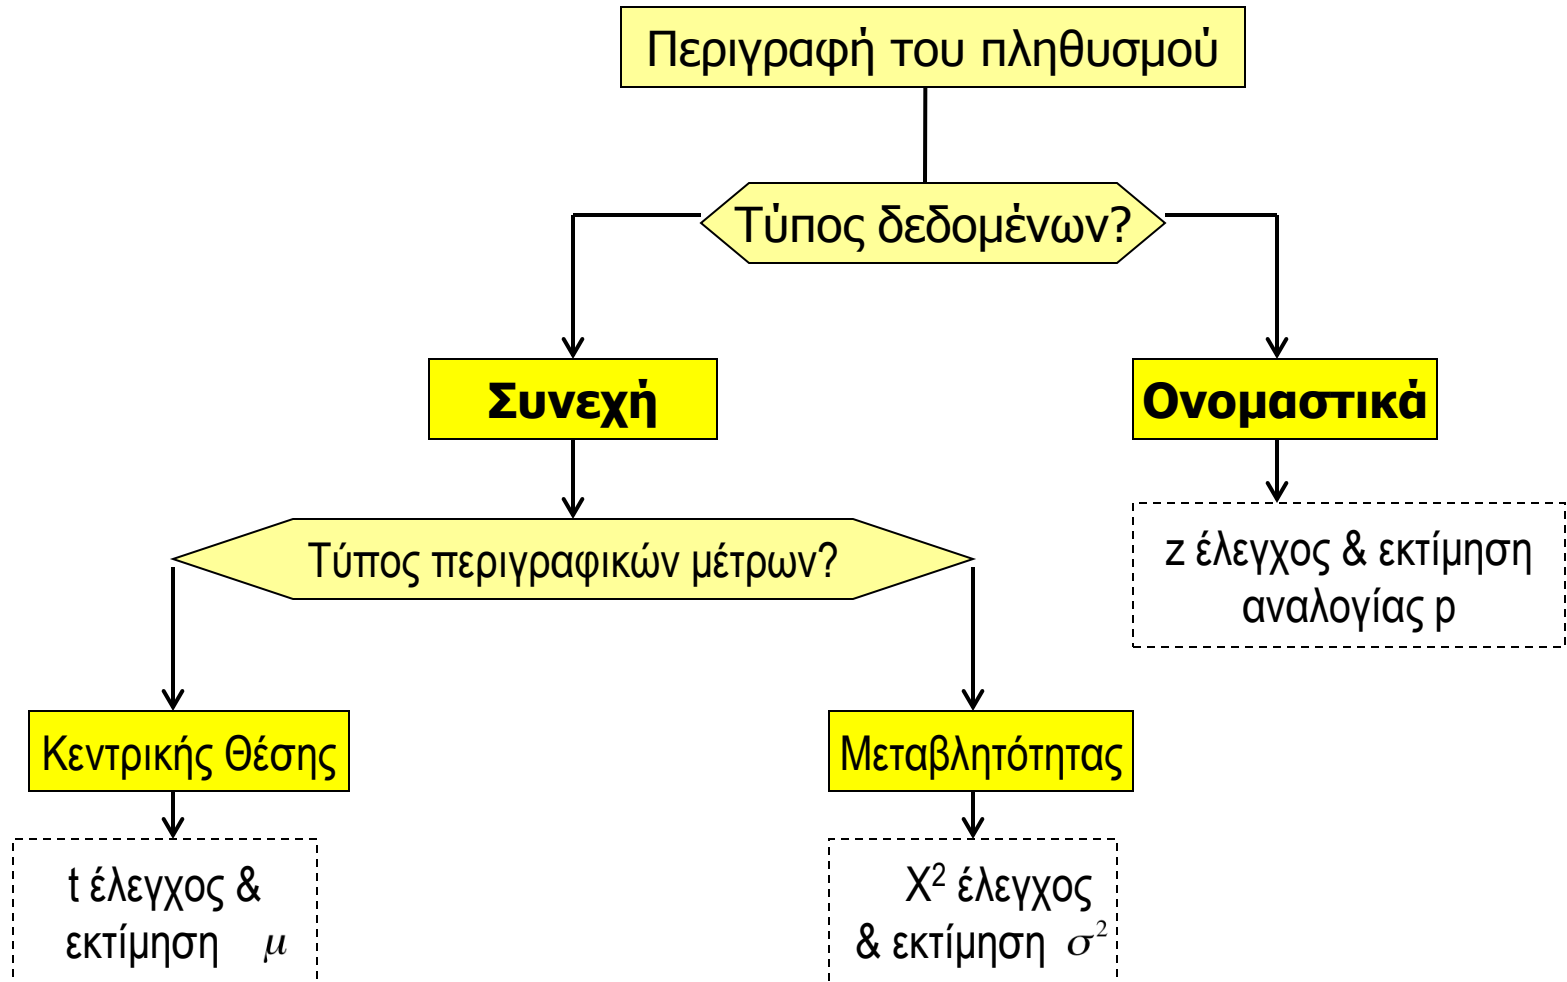 Περιγραφή του πληθυσμού
Τύπος δεδομένων?
Συνεχή
Ονομαστικά
Τύπος περιγραφικών μέτρων?
z έλεγχος & εκτίμηση
αναλογίας p
Κεντρικής Θέσης
Μεταβλητότητας
t έλεγχος &
εκτίμηση μ
Χ² έλεγχος
& εκτίμηση σ²